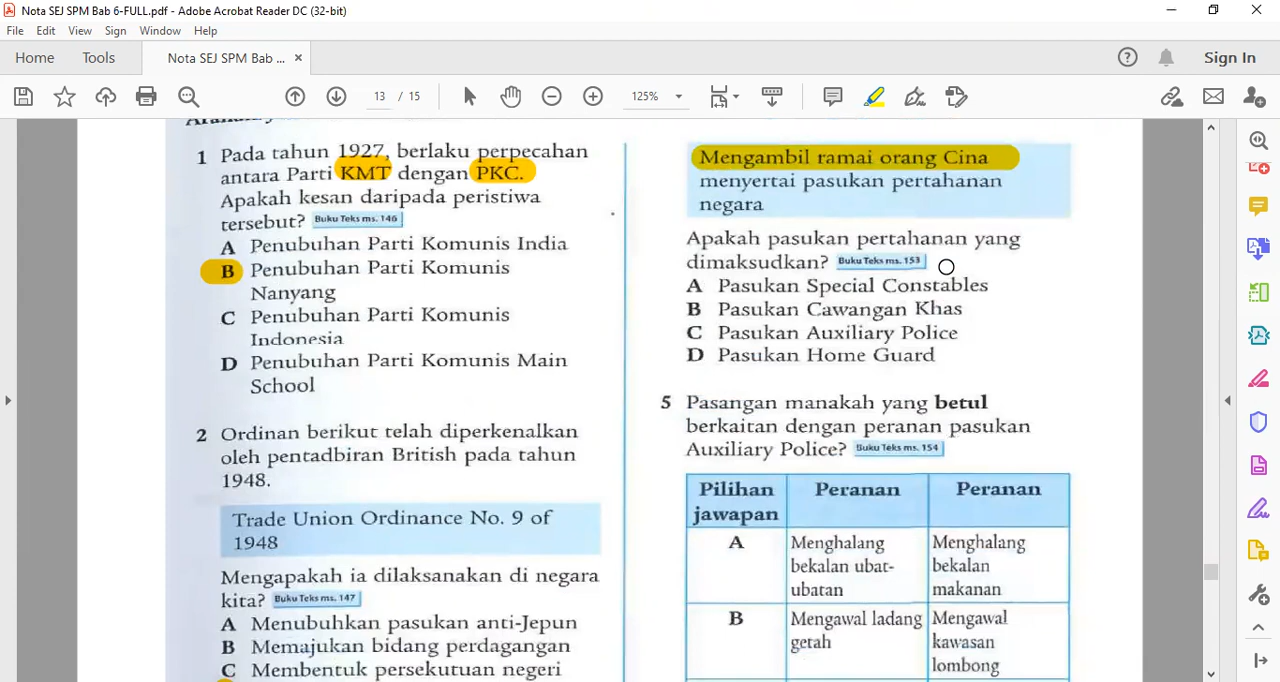 Nota SEJ SPM Bab 6-FULL.pdf - Adobe Acrobat Reader DC (32-bit)
File Edit View Sign Window Help
Home Tools Nota SEJ SPM Bab ... × Sign In
13 / 15 125%
1 Pada tahun 1927, berlaku perpecahan
antara Parti KMT dengan PKC.
Apakah kesan daripada peristiwa
tersebut? Buku Teks ms. 146
A Penubuhan Parti Komunis India
B Penubuhan Parti Komunis
Nanyang
C Penubuhan Parti Komunis
Indonesia
D Penubuhan Parti Komunis Main
School
2 Ordinan berikut telah diperkenalkan
oleh pentadbiran British pada tahun
1948.
Trade Union Ordinance No. 9 of
1948
Mengapakah ia dilaksanakan di negara
kita? Buku Teks ms. 147
A Menubuhkan pasukan anti-Jepun
B Memajukan bidang perdagangan
C Membentuk persekutuan negeri
Mengambil ramai orang Cina
menyertai pasukan pertahanan
negara
Apakah pasukan pertahanan yang
dimaksudkan? Buku Teks ms. 153
A Pasukan Special Constables
B Pasukan Cawangan Khas
C Pasukan Auxiliary Police
D Pasukan Home Guard
5 Pasangan manakah yang betul
berkaitan dengan peranan pasukan
Auxiliary Police? Buku Teks ms. 154
Pilihan jawapan Peranan Peranan
A Menghalang bekalan ubat-ubatan Menghalang bekalan makanan
B Mengawal ladang getah Mengawal kawasan lombong